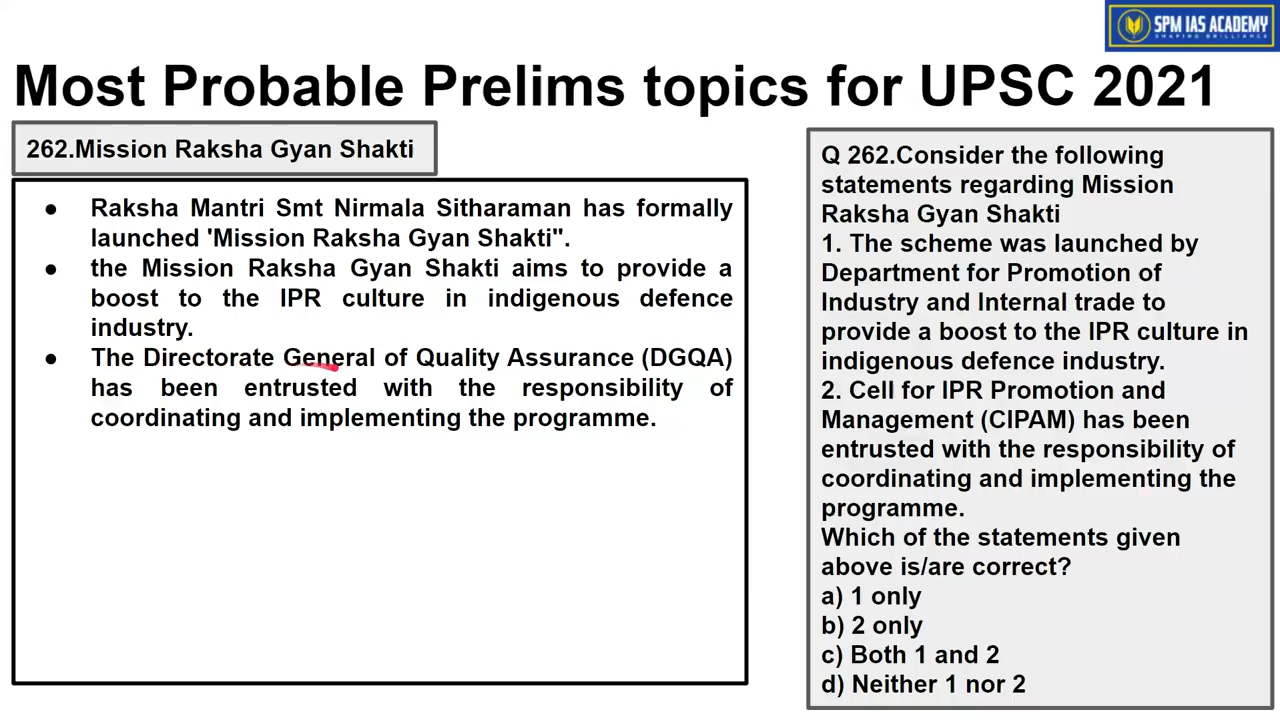 SPM IAS ACADEMY
SHAPING BRILLIANCE
Most Probable Prelims topics for UPSC 2021
262.Mission Raksha Gyan Shakti
● Raksha Mantri Smt Nirmala Sitharaman has formally
launched 'Mission Raksha Gyan Shakti".
● the Mission Raksha Gyan Shakti aims to provide a
boost to the IPR culture in indigenous defence
industry.
● The Directorate General of Quality Assurance (DGQA)
has been entrusted with the responsibility of
coordinating and implementing the programme.
Q 262.Consider the following
statements regarding Mission
Raksha Gyan Shakti
1. The scheme was launched by
Department for Promotion of
Industry and Internal trade to
provide a boost to the IPR culture in
indigenous defence industry.
2. Cell for IPR Promotion and
Management (CIPAM) has been
entrusted with the responsibility of
coordinating and implementing the
programme.
Which of the statements given
above is/are correct?
a) 1 only
b) 2 only
c) Both 1 and 2
d) Neither 1 nor 2